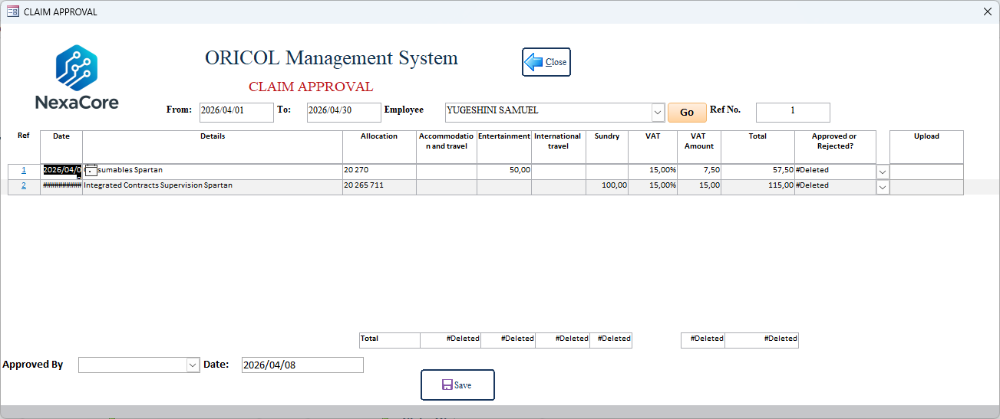 CLAIM APPROVAL
NexaCore
ORICOL Management System
Close
CLAIM APPROVAL
From: 2026/04/01 To: 2026/04/30 Employee YUGESHINI SAMUEL Go Ref No. 1
Ref Date Details Allocation Accommodatio n and travel Entertainment International travel Sundry VAT VAT Amount Total Approved or Rejected? Upload
1 2026/04/0 sumables Spartan 20 270 50,00 15,00% 7,50 57,50 #Deleted
2 ########## Integrated Contracts Supervision Spartan 20 265 711 100,00 15,00% 15,00 115,00 #Deleted
Total #Deleted #Deleted #Deleted #Deleted #Deleted #Deleted
Approved By Date: 2026/04/08
Save